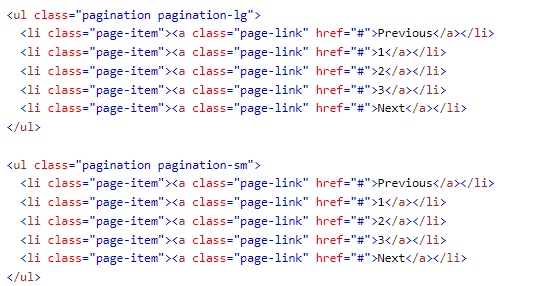 <ul class="pagination pagination-lg">
  <li class="page-item"><a class="page-link" href="#">Previous</a></li>
  <li class="page-item"><a class="page-link" href="#">1</a></li>
  <li class="page-item"><a class="page-link" href="#">2</a></li>
  <li class="page-item"><a class="page-link" href="#">3</a></li>
  <li class="page-item"><a class="page-link" href="#">Next</a></li>
</ul>

<ul class="pagination pagination-sm">
  <li class="page-item"><a class="page-link" href="#">Previous</a></li>
  <li class="page-item"><a class="page-link" href="#">1</a></li>
  <li class="page-item"><a class="page-link" href="#">2</a></li>
  <li class="page-item"><a class="page-link" href="#">3</a></li>
  <li class="page-item"><a class="page-link" href="#">Next</a></li>
</ul>